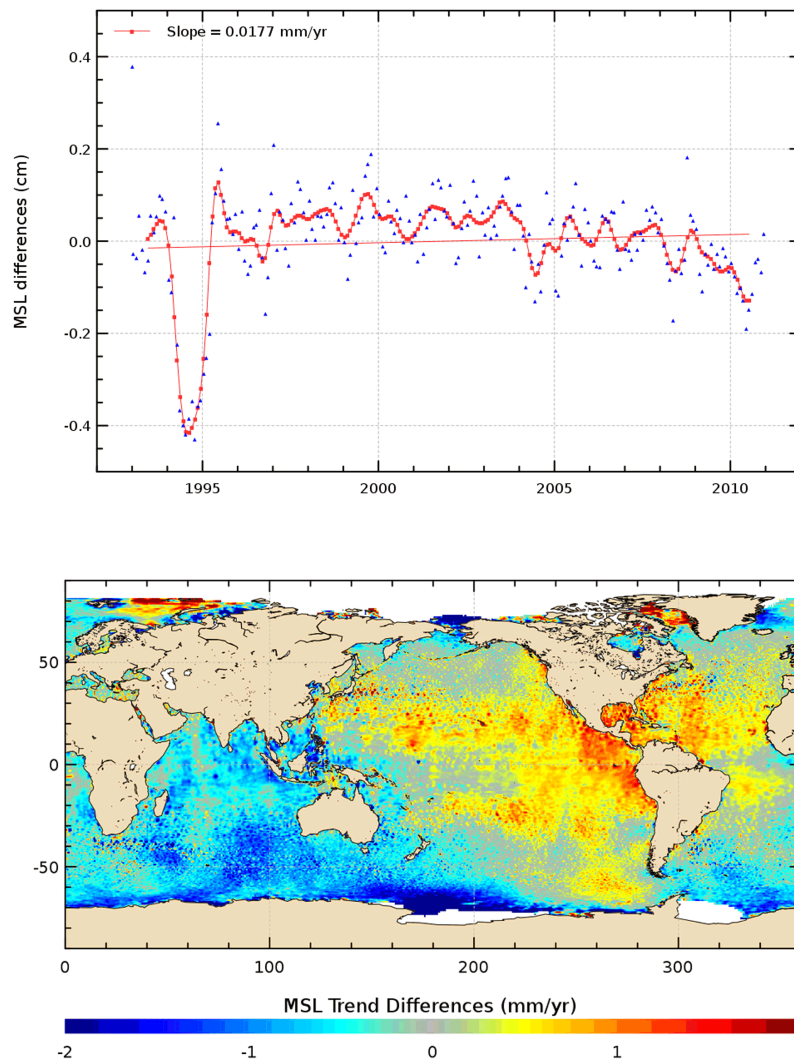 Slope = 0.0177 mm/yr
0.4
0.2
0.0
-0.2
-0.4
MSL differences (cm)
1995 2000 2005 2010
50
0
-50
0 100 200 300
MSL Trend Differences (mm/yr)
-2 -1 0 1